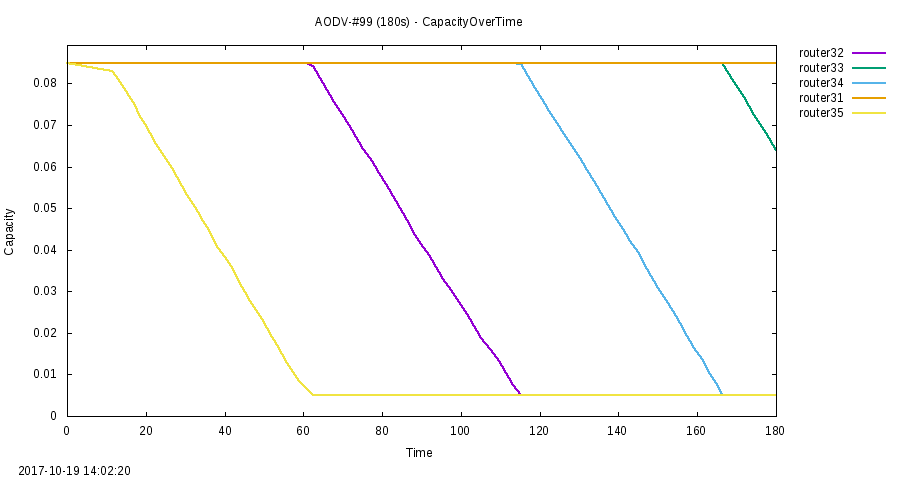 AODV-#99 (180s) - CapacityOverTime
router32
router33
router34
router31
router35
0.08
0.07
0.06
0.05
0.04
0.03
0.02
0.01
0
Capacity
0 20 40 60 80 100 120 140 160 180
Time
2017-10-19 14:02:20